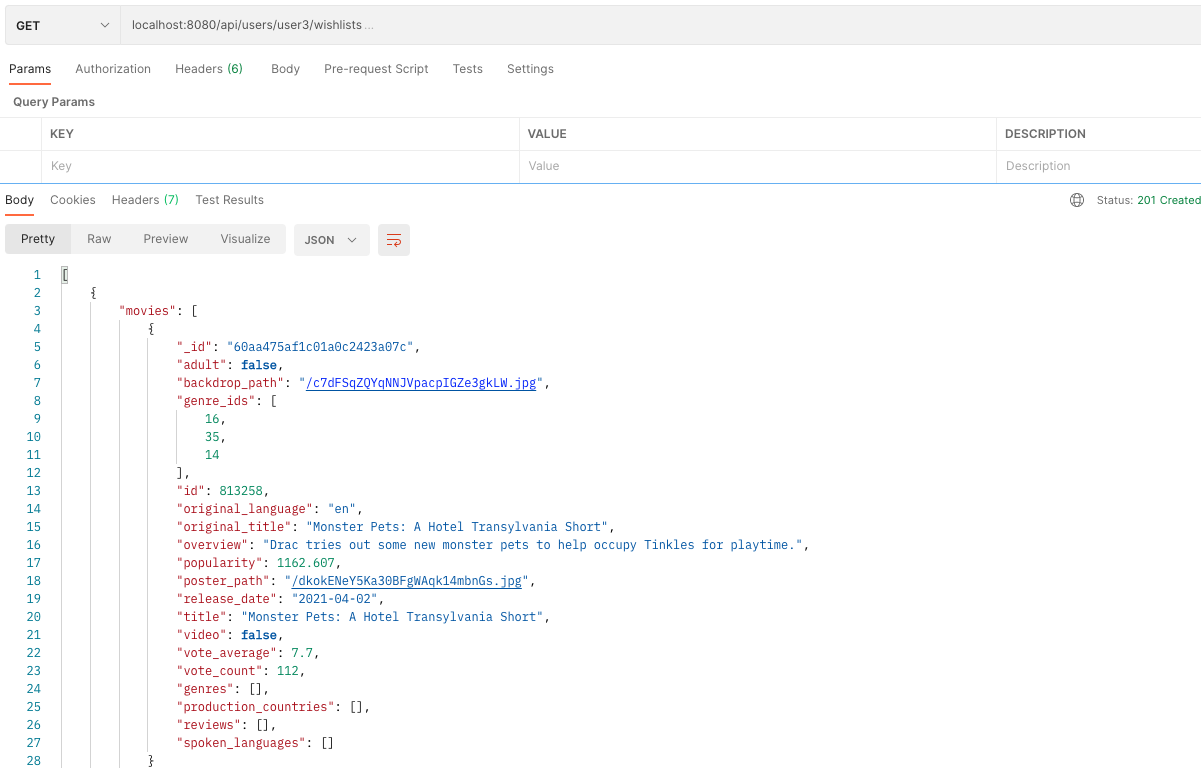 GET localhost:8080/api/users/user3/wishlists ...
Params Authorization Headers (6) Body Pre-request Script Tests Settings
Query Params
KEY VALUE DESCRIPTION
Key Value Description
Body Cookies Headers (7) Test Results Status: 201 Created
Pretty Raw Preview Visualize JSON
1 [
2 {
3 "movies": [
4 {
5 "_id": "60aa475af1c01a0c2423a07c",
6 "adult": false,
7 "backdrop_path": "/c7dFSqZQYqNNJVpacpIGZe3gkLW.jpg",
8 "genre_ids": [
9 16,
10 35,
11 14
12 ],
13 "id": 813258,
14 "original_language": "en",
15 "original_title": "Monster Pets: A Hotel Transylvania Short",
16 "overview": "Drac tries out some new monster pets to help occupy Tinkles for playtime.",
17 "popularity": 1162.607,
18 "poster_path": "/dkokENeY5Ka30BFgWAqk14mbnGs.jpg",
19 "release_date": "2021-04-02",
20 "title": "Monster Pets: A Hotel Transylvania Short",
21 "video": false,
22 "vote_average": 7.7,
23 "vote_count": 112,
24 "genres": [],
25 "production_countries": [],
26 "reviews": [],
27 "spoken_languages": []
28 }